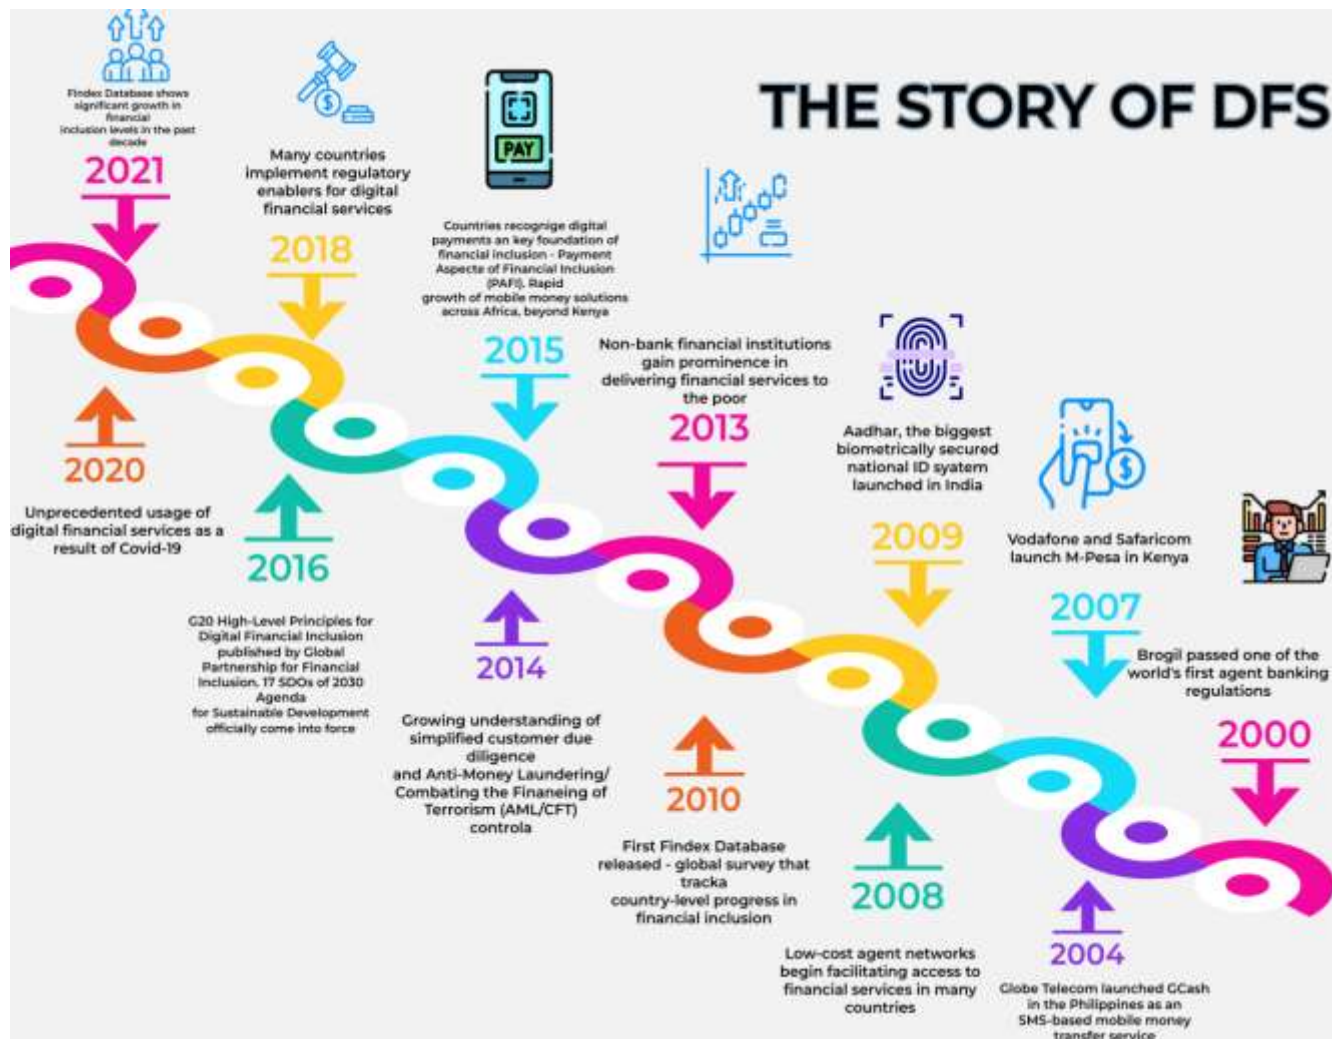 THE STORY OF DFS
Findex Database shows
significant growth in
financial
inclusion levels in the past
decade
2021
Many countries
implement regulatory
enablers for digital
financial services
2018
PAY
Countries recognige digital
payments an key foundation of
financial inclusion - Payment
Aspecte of Financial Inclusion
(PAFI). Rapid
growth of mobile money solutions
across Africa, beyond Kenya
2015
Non-bank financial institutions
gain prominence in
delivering financial services to
the poor
2013
Aadhar, the biggest
biometrically secured
national ID syatem
launched in India
2009
Vodafone and Safaricom
launch M-Pesa in Kenya
2007
Brogil passed one of the
world's first agent banking
regulations
2000
2020
Unprecedented usage of
digital financial services as a
result of Covid-19
2016
G20 High-Level Principles for
Digital Financial Inclusion
published by Global
Partnership for Financial
Inclusion. 17 SDOs of 2030
Agenda
for Sustainable Development
officially come into force
2014
Growing understanding of
simplified customer due
diligence
and Anti-Money Laundering/
Combating the Finaneing of
Terrorism (AML/CFT)
controla
2010
First Findex Database
released - global survey that
tracka
country-level progress in
financial inclusion
2008
Low-cost agent networks
begin facilitating access to
financial services in many
countries
2004
Globe Telecom launched GCash
in the Philippines as an
SMS-based mobile money
transfer service